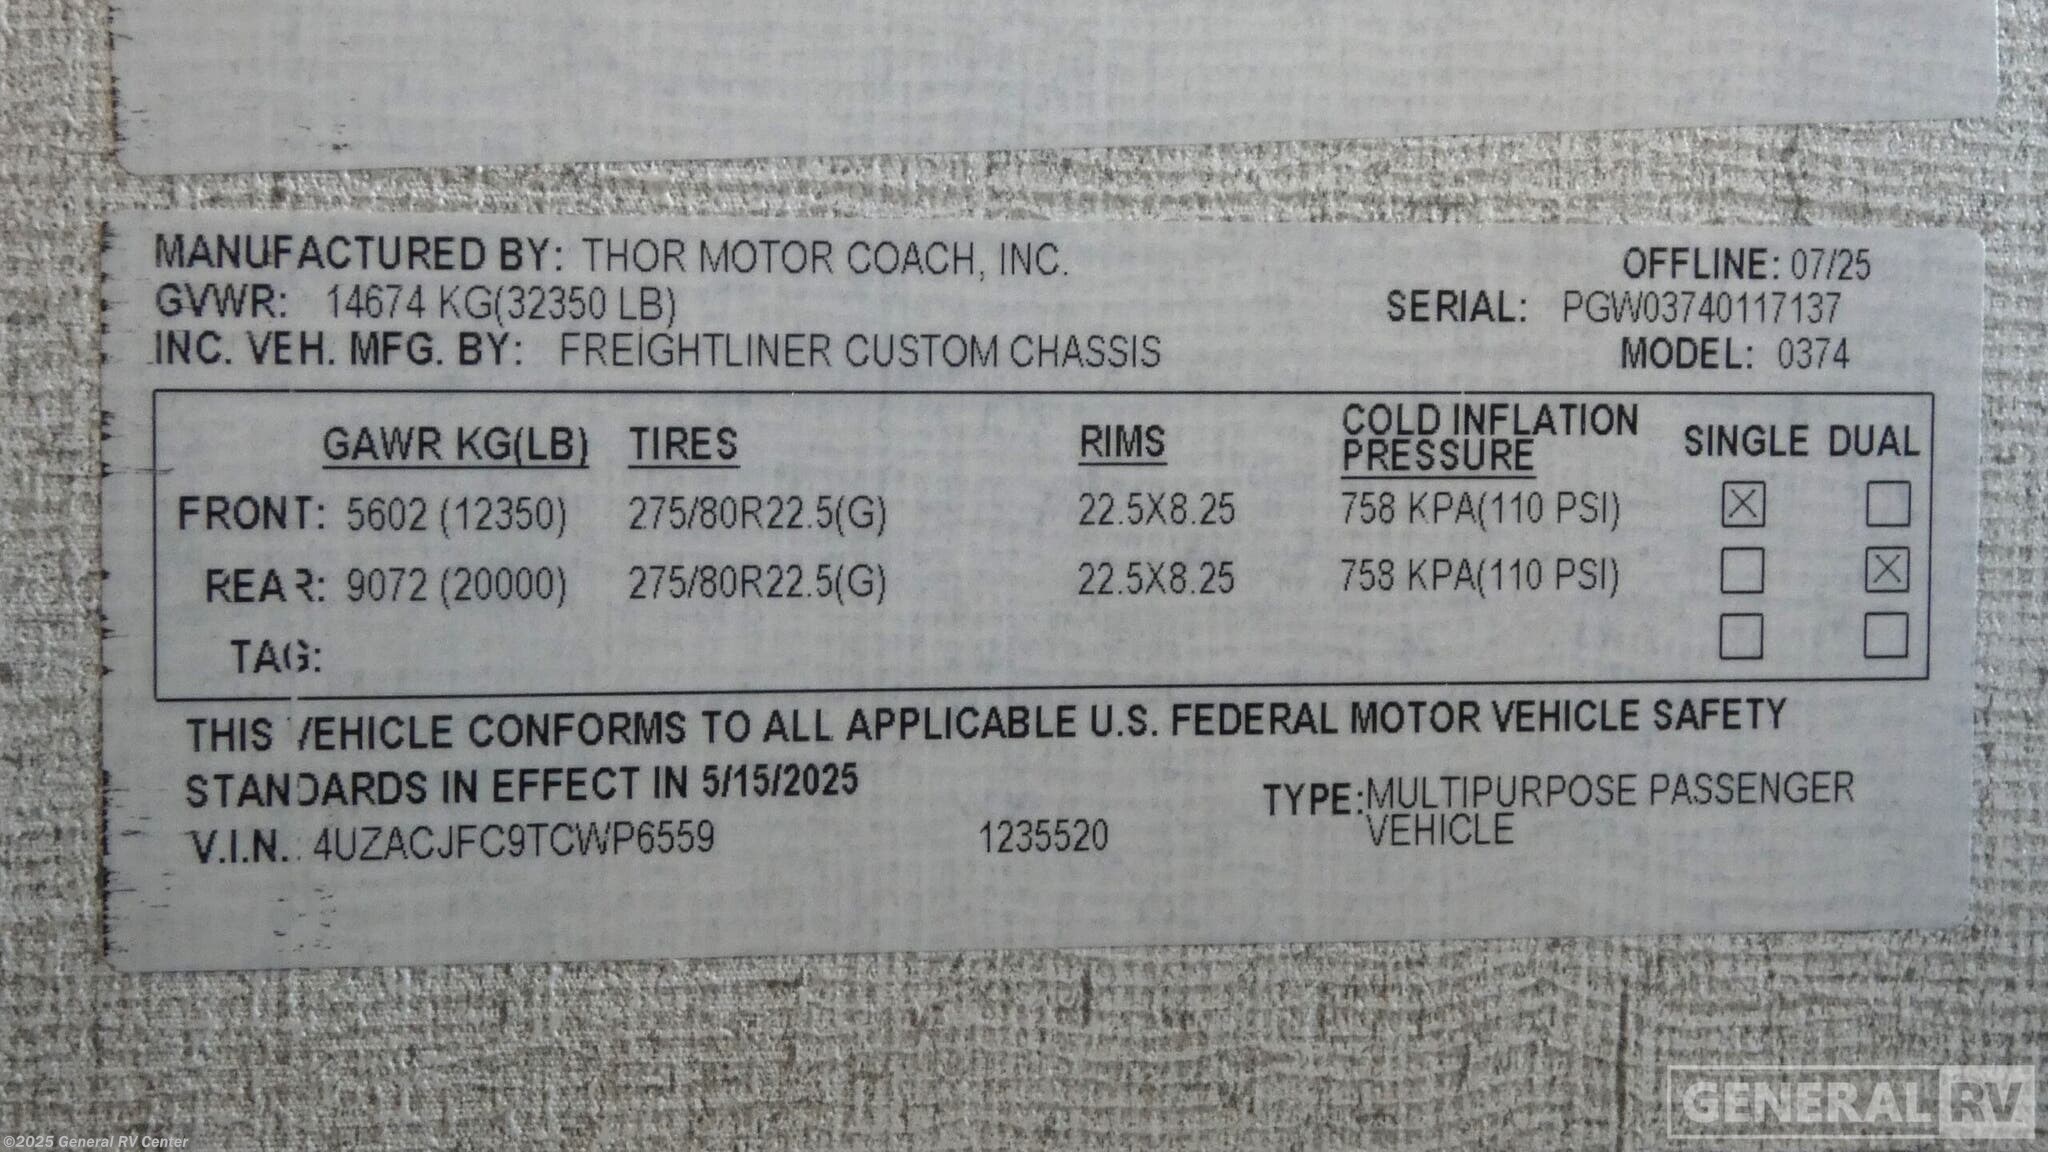 MANUFACTURED BY: THOR MOTOR COACH, INC. OFFLINE: 07/25
GVWR: 14674 KG(32350 LB) SERIAL: PGW03740117137
INC. VEH. MFG. BY: FREIGHTLINER CUSTOM CHASSIS MODEL: 0374
GAWR KG(LB) TIRES RIMS COLD INFLATION PRESSURE SINGLE DUAL
FRONT: 5602 (12350) 275/80R22.5(G) 22.5X8.25 758 KPA(110 PSI)
REAR: 9072 (20000) 275/80R22.5(G) 22.5X8.25 758 KPA(110 PSI)
TAG:
THIS VEHICLE CONFORMS TO ALL APPLICABLE U.S. FEDERAL MOTOR VEHICLE SAFETY
STANDARDS IN EFFECT IN 5/15/2025
TYPE: MULTIPURPOSE PASSENGER
VEHICLE
V.I.N.: 4UZACJFC9TCWP6559 1235520
GENERAL RV
©2025 General RV Center